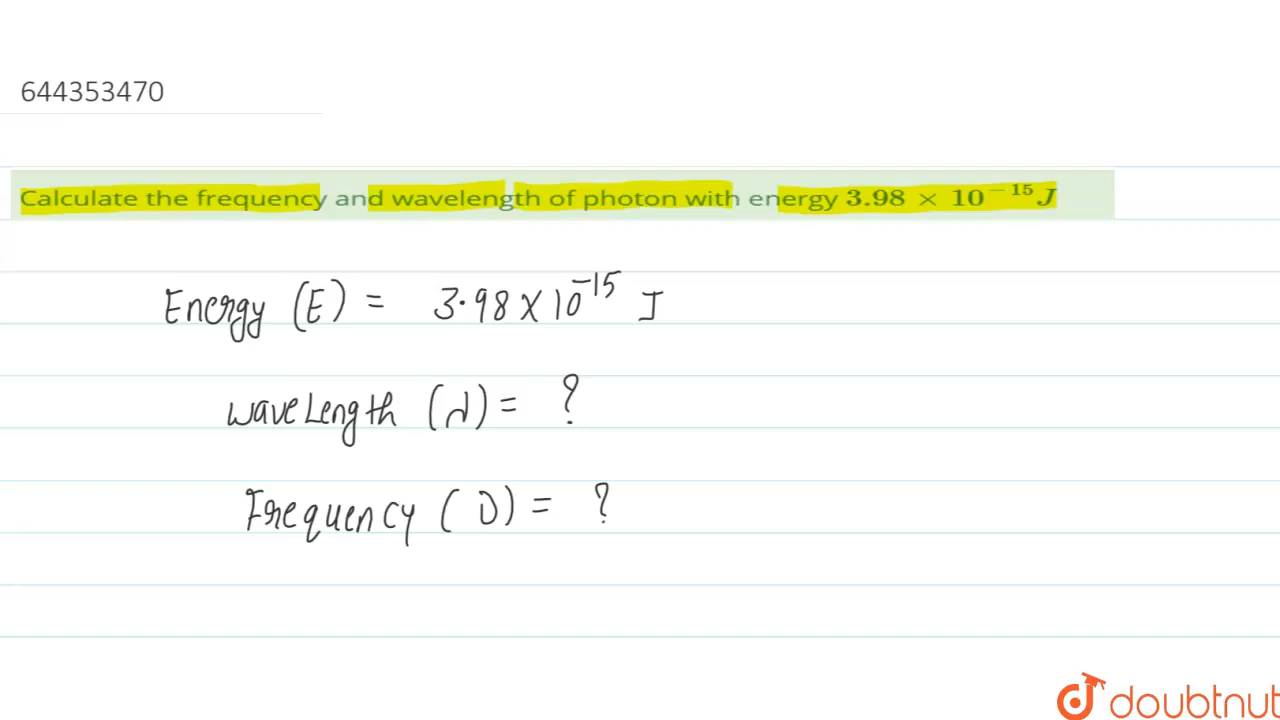 644353470
Calculate the frequency and wavelength of photon with energy 3.98 × 10⁻¹⁵ J
Energy (E) = 3.98 × 10⁻¹⁵ J
Wavelength (λ) = ?
Frequency (ν) = ?
doubtnut